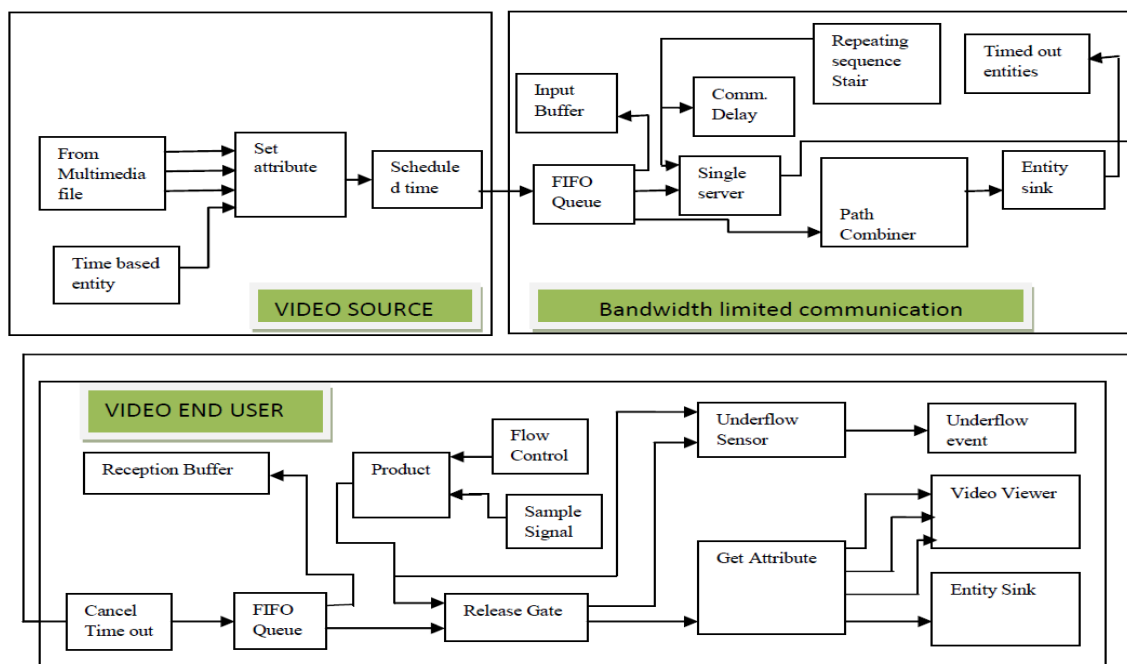 Repeating
sequence
Stair
Timed out
entities
Input
Buffer
Comm.
Delay
From
Multimedia
file
Set
attribute
Schedule
d time
FIFO
Queue
Single
server
Path
Combiner
Entity
sink
Time based
entity
VIDEO SOURCE
Bandwidth limited communication
VIDEO END USER
Reception Buffer
Product
Flow
Control
Sample
Signal
Underflow
Sensor
Underflow
event
Video Viewer
Get Attribute
Entity Sink
Cancel
Time out
FIFO
Queue
Release Gate